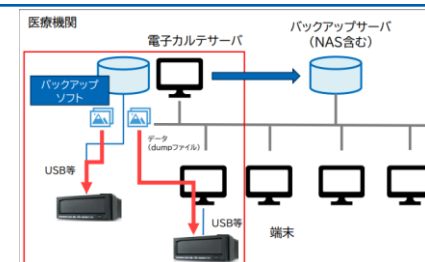 医療機関
電子カルテサーバ
バックアップサーバ
(NAS含む)
バックアップ
ソフト
データ
(dumpファイル)
USB等
USB等
端末